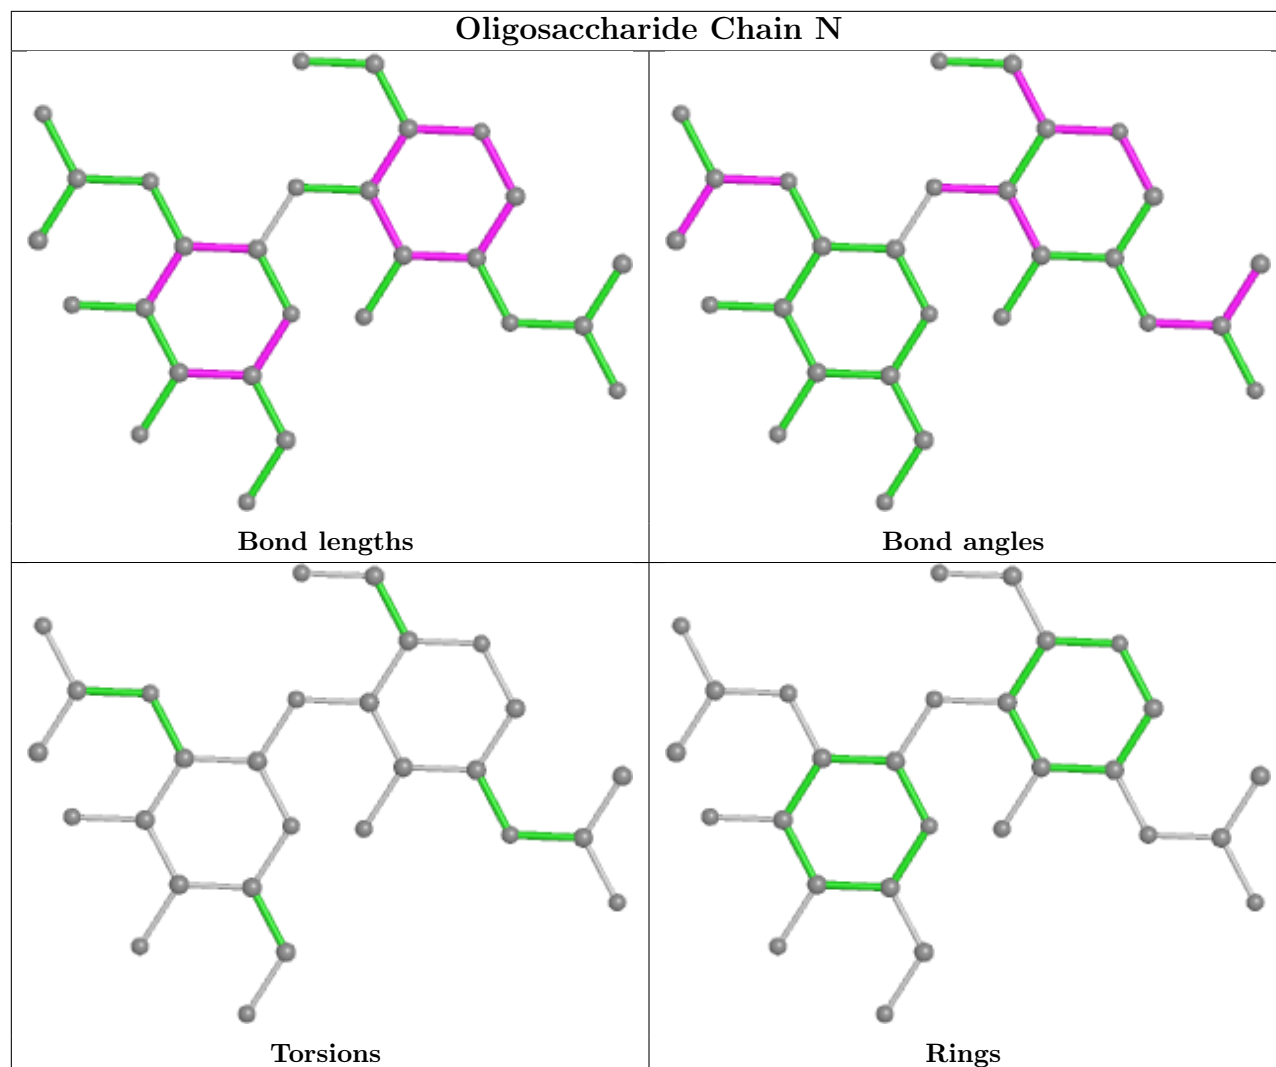 Oligosaccharide Chain N
Bond lengths
Bond angles
Torsions
Rings